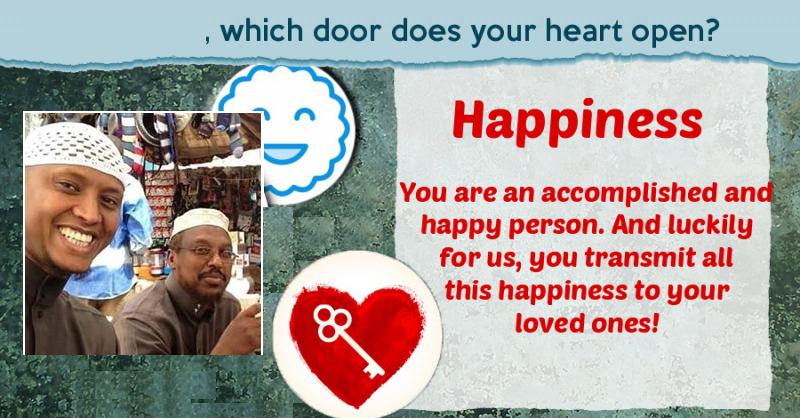 , which door does your heart open?
Happiness
You are an accomplished and
happy person. And luckily
for us, you transmit all
this happiness to your
loved ones!